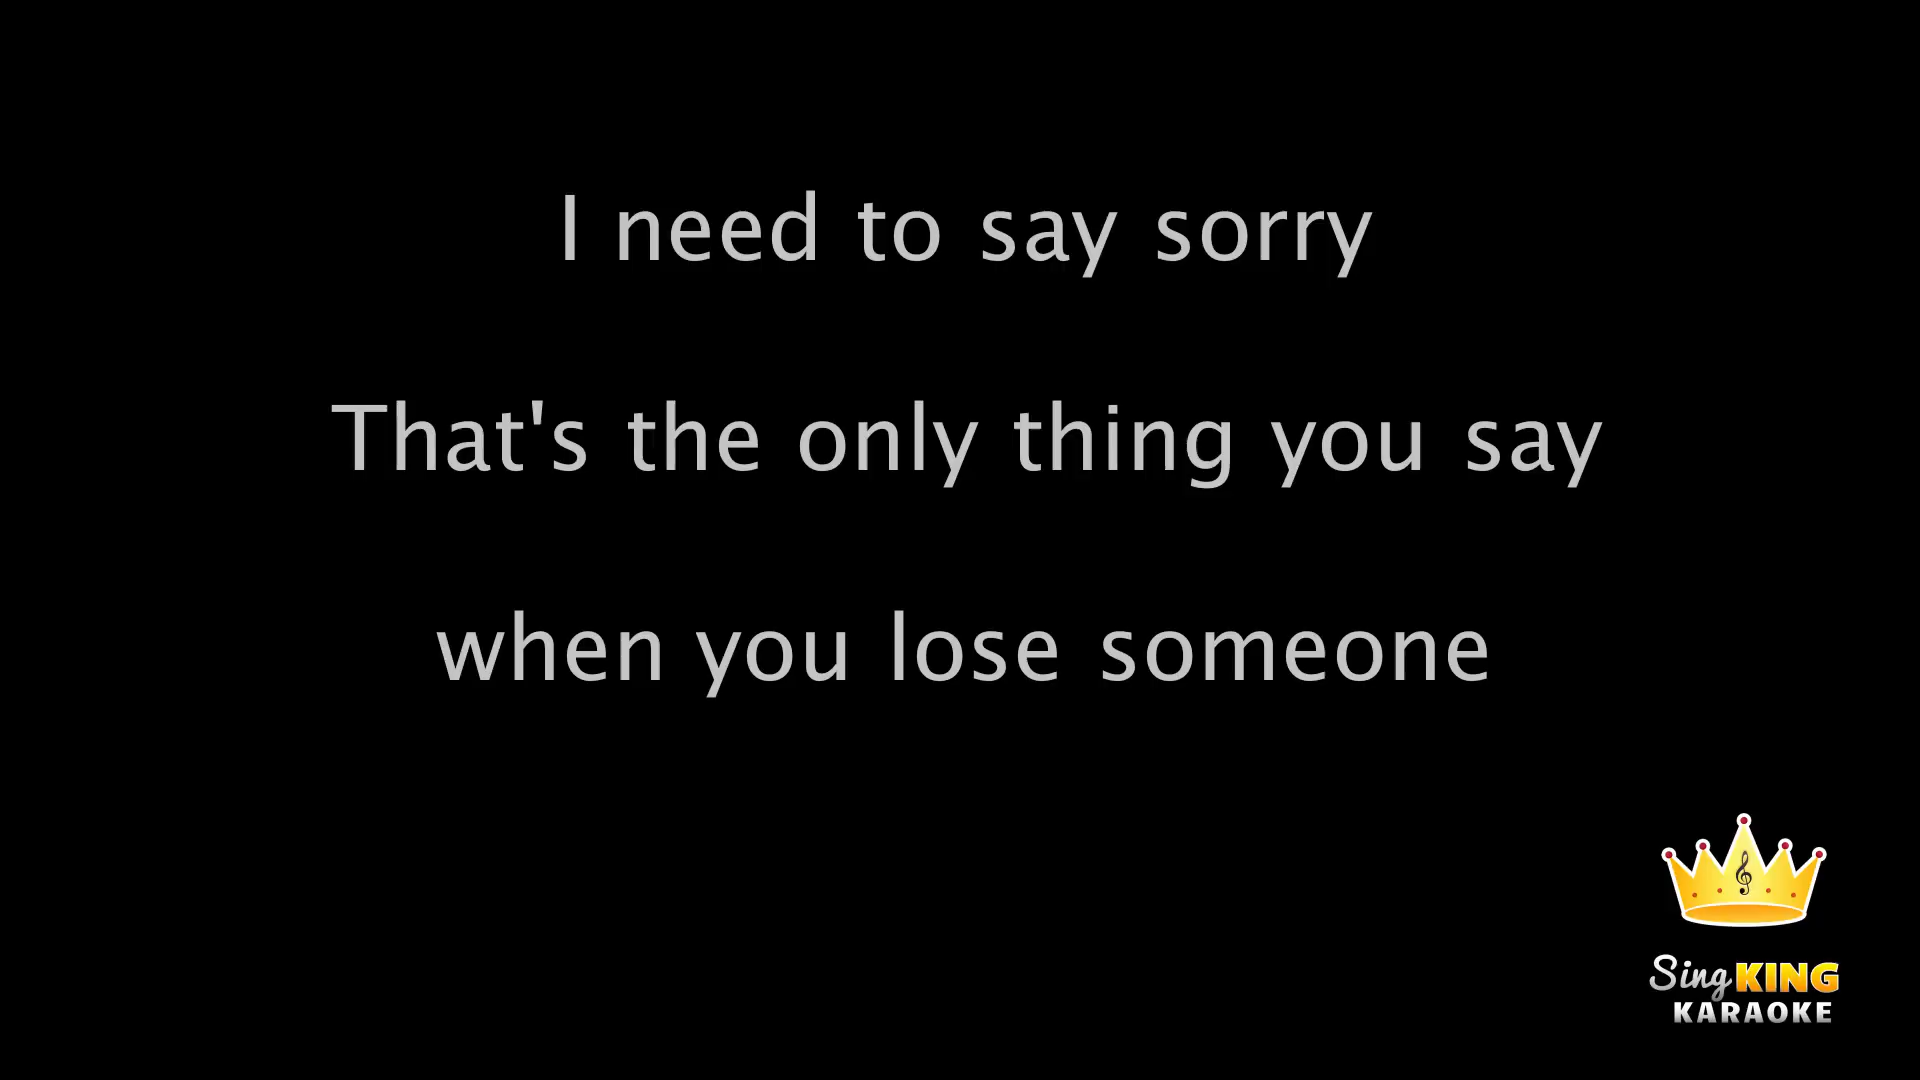 I need to say sorry
That's the only thing you say
when you lose someone
Sing KING
KARAOKE